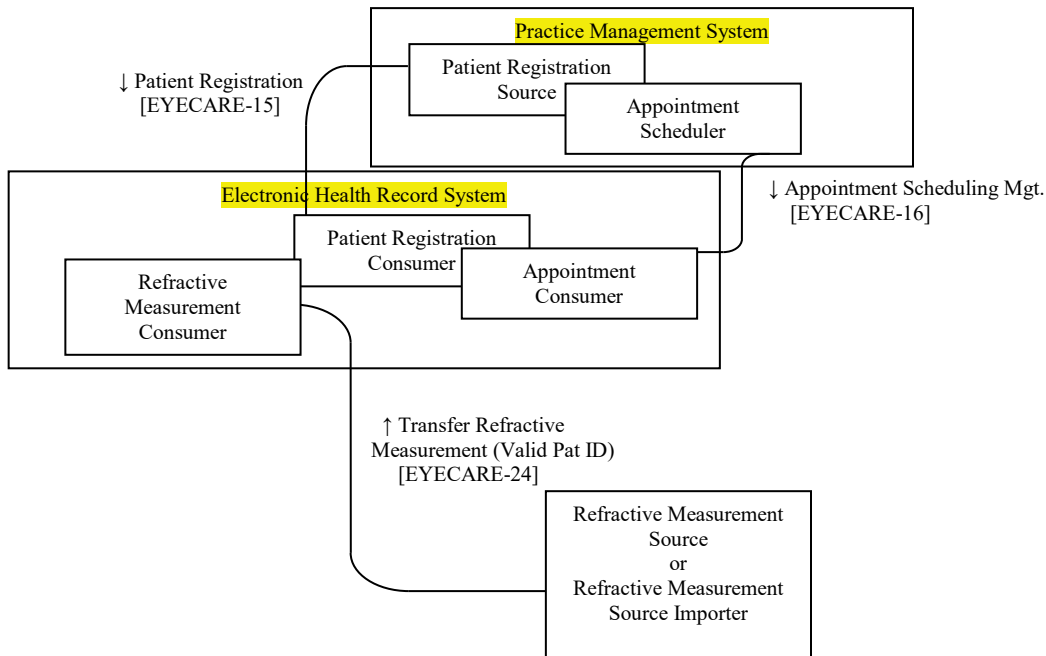 Practice Management System
Patient Registration
Source
↓ Patient Registration
[EYECARE-15]
Appointment
Scheduler
↓ Appointment Scheduling Mgt.
[EYECARE-16]
Electronic Health Record System
Patient Registration
Consumer
Appointment
Consumer
Refractive
Measurement
Consumer
↑ Transfer Refractive
Measurement (Valid Pat ID)
[EYECARE-24]
Refractive Measurement
Source
or
Refractive Measurement
Source Importer